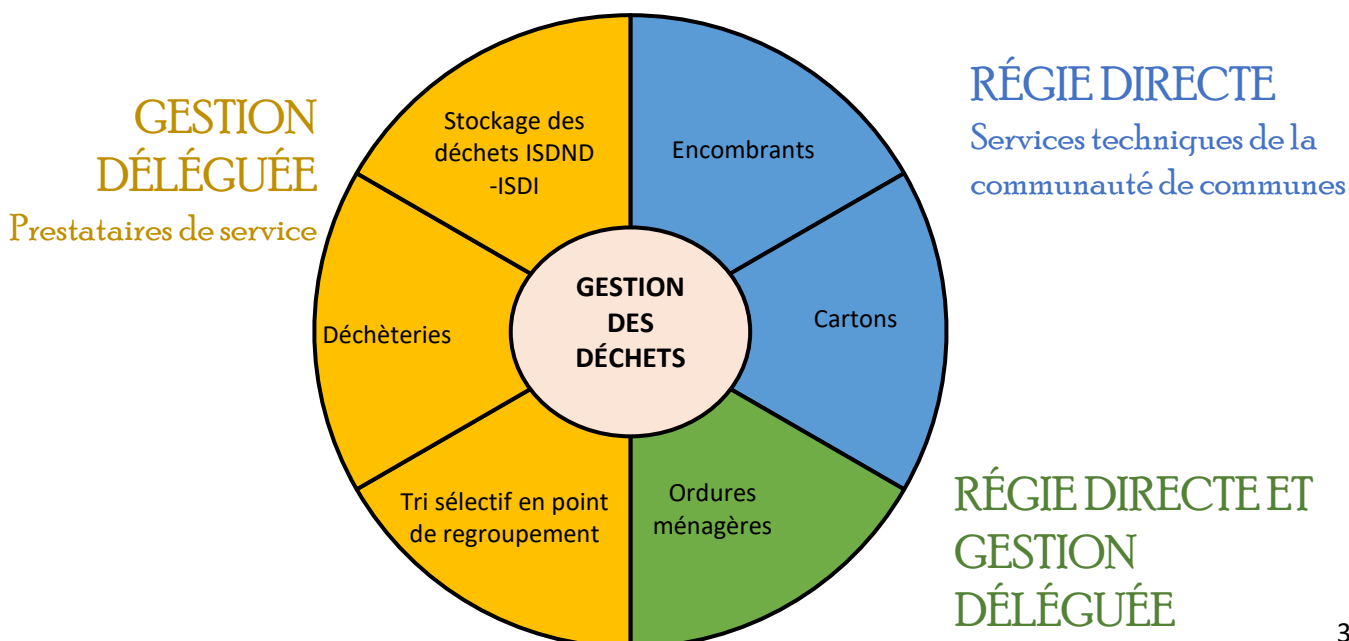 GESTION
DÉLÉGUÉE
Prestataires de service
Stockage des
déchets ISDND
-ISDI
Encombrants
RÉGIE DIRECTE
Services techniques de la
communauté de communes
Déchèteries
GESTION
DES
DÉCHETS
Cartons
Tri sélectif en point
de regroupement
Ordures
ménagères
RÉGIE DIRECTE ET
GESTION
DÉLÉGUÉE
3